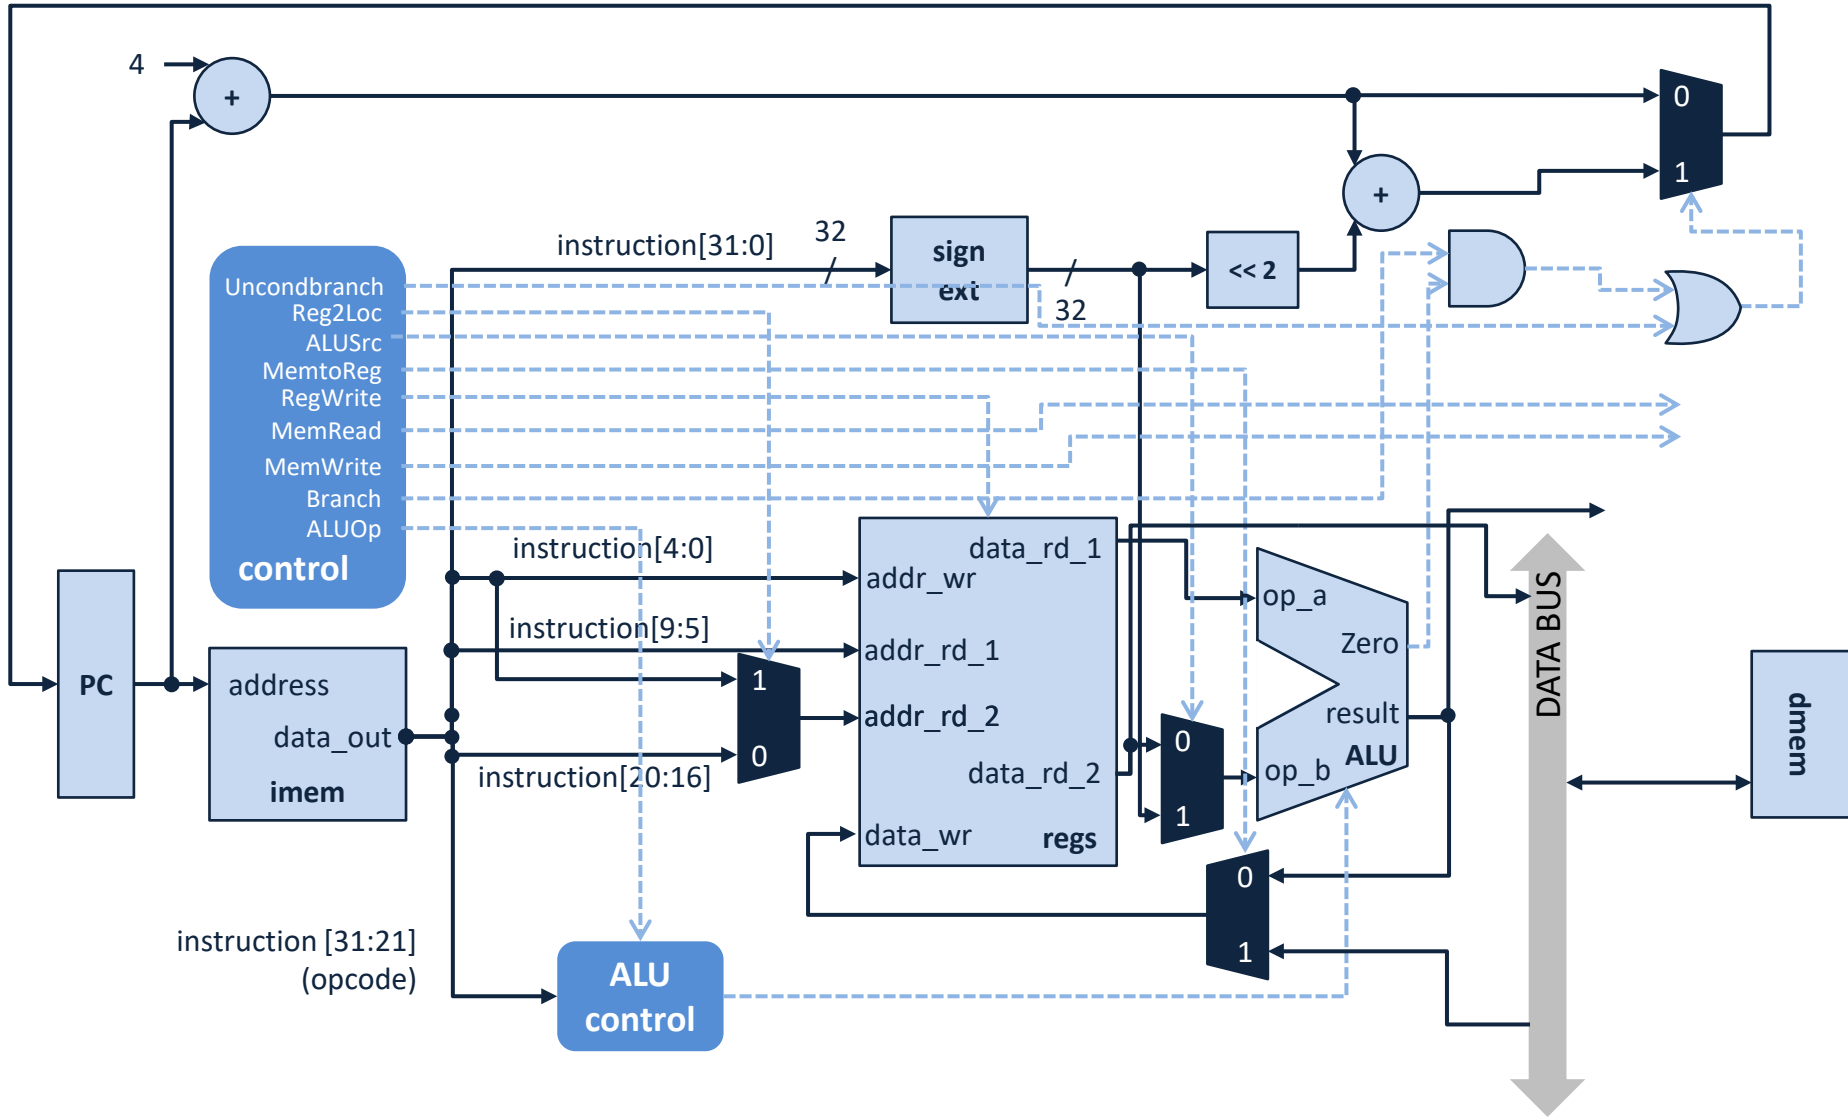 4
+
0
1
+
instruction[31:0]
32
sign
ext
32
<< 2
Uncondbranch
Reg2Loc
ALUSrc
MemtoReg
RegWrite
MemRead
MemWrite
Branch
ALUOp
control
instruction[4:0]
instruction[9:5]
instruction[20:16]
1
0
addr_wr
addr_rd_1
addr_rd_2
data_wr
data_rd_1
data_rd_2
regs
0
1
op_a
Zero
result
ALU
op_b
DATA BUS
dmem
PC
address
data_out
imem
0
1
instruction [31:21]
(opcode)
ALU
control